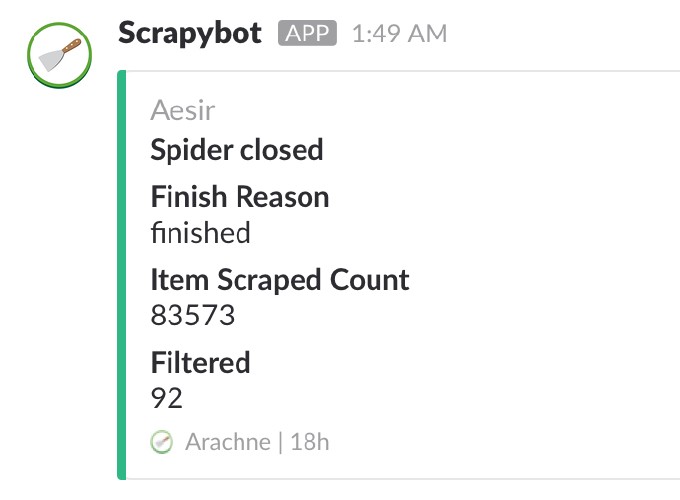 Scrapybot APP 1:49 AM
Aesir
Spider closed
Finish Reason
finished
Item Scraped Count
83573
Filtered
92
Arachne | 18h